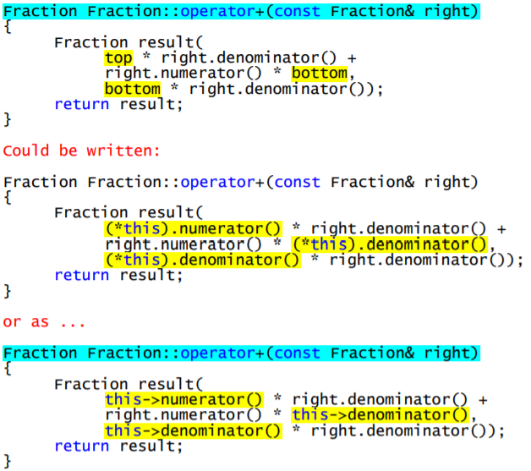 Fraction Fraction::operator+(const Fraction& right)
{
Fraction result(
top * right.denominator() +
right.numerator() * bottom,
bottom * right.denominator());
return result;
}
Could be written:
Fraction Fraction::operator+(const Fraction& right)
{
Fraction result(
(*this).numerator() * right.denominator() +
right.numerator() * (*this).denominator(),
(*this).denominator() * right.denominator());
return result;
}
or as ...
Fraction Fraction::operator+(const Fraction& right)
{
Fraction result(
this->numerator() * right.denominator() +
right.numerator() * this->denominator(),
this->denominator() * right.denominator());
return result;
}